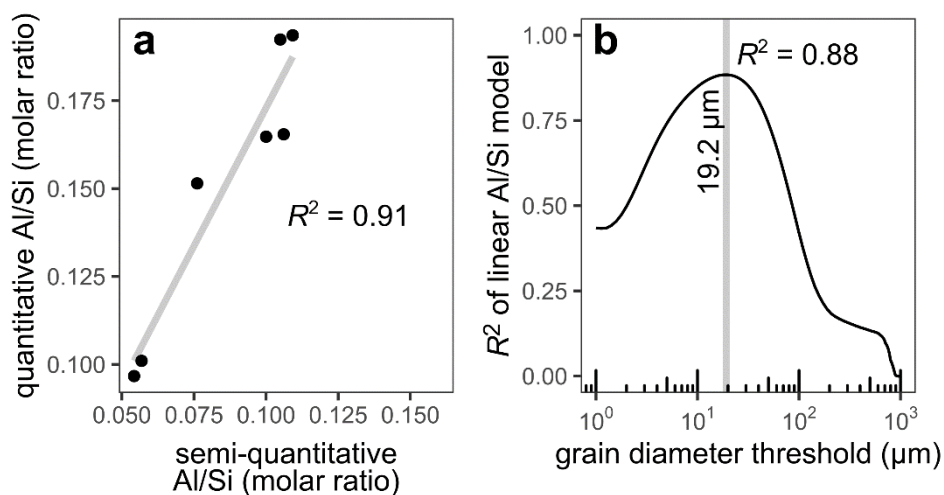 a
quantitative Al/Si (molar ratio)
0.175
0.150
0.125
0.100
R² = 0.91
0.050 0.075 0.100 0.125 0.150
semi-quantitative
Al/Si (molar ratio)
b
R² of linear Al/Si model
1.00
0.75
0.50
0.25
0.00
R² = 0.88
19.2 μm
10⁰ 10¹ 10² 10³
grain diameter threshold (μm)